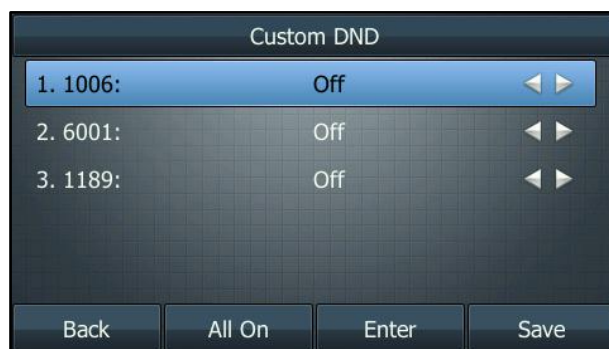 Custom DND
1. 1006: Off
2. 6001: Off
3. 1189: Off
Back All On Enter Save